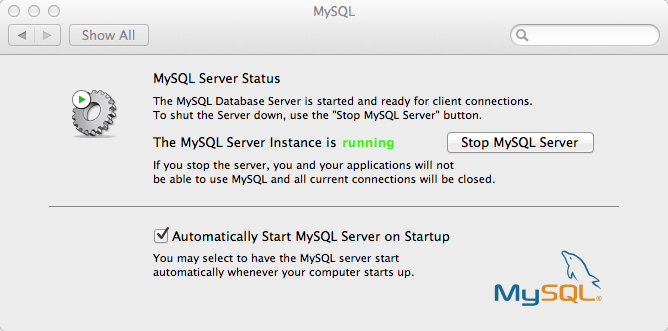 MySQL
Show All
MySQL Server Status
The MySQL Database Server is started and ready for client connections.
To shut the Server down, use the "Stop MySQL Server" button.
The MySQL Server Instance is running
Stop MySQL Server
If you stop the server, you and your applications will not
be able to use MySQL and all current connections will be closed.
Automatically Start MySQL Server on Startup
You may select to have the MySQL server start
automatically whenever your computer starts up.
MySQL®